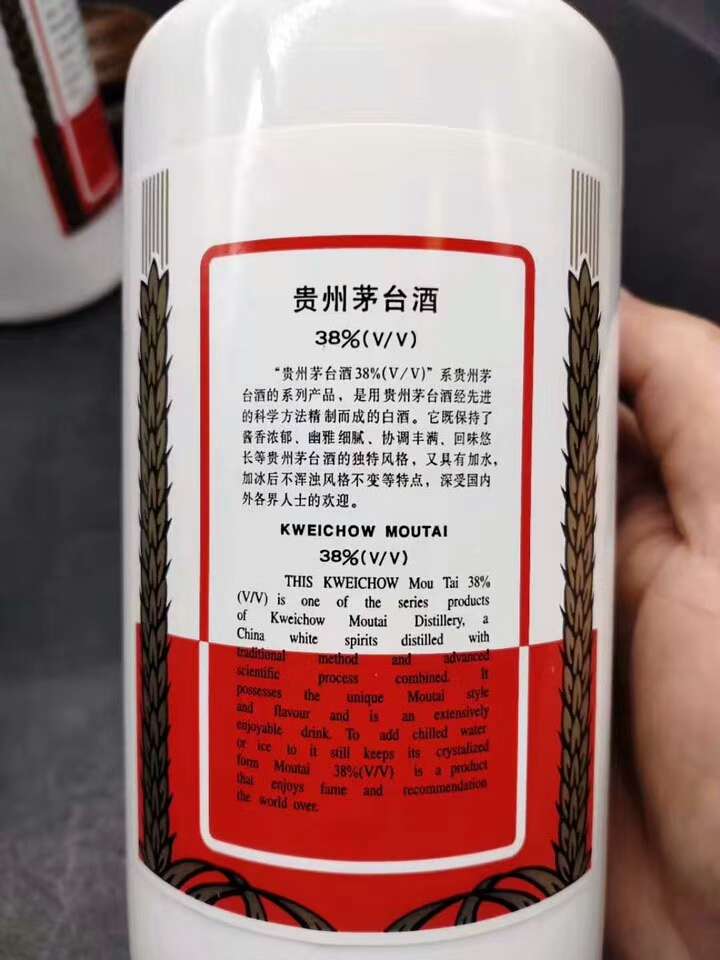 贵州茅台酒
38%(V/V)
“贵州茅台酒38%(V/V)”系贵州茅
台酒的系列产品，是用贵州茅台酒经先进
的科学方法精制而成的白酒。它既保持了
酱香浓郁、幽雅细腻、协调丰满、回味悠
长等贵州茅台酒的独特风格，又具有加水，
加冰后不浑浊风格不变等特点，深受国内
外各界人士的欢迎。
KWEICHOW MOUTAI
38%(V/V)
THIS KWEICHOW Mou Tai 38%
(V/V) is one of the series products
of Kweichow Moutai Distillery, a
China white spirits distilled with
traditional method and advanced
scientific process combined. It
possesses the unique Moutai style
and flavour and is an extensively
enjoyable drink. To add chilled water
or ice to it still keeps its crystalized
form Moutai 38%(V/V) is a product
that enjoys fame and recommendation
the world over.